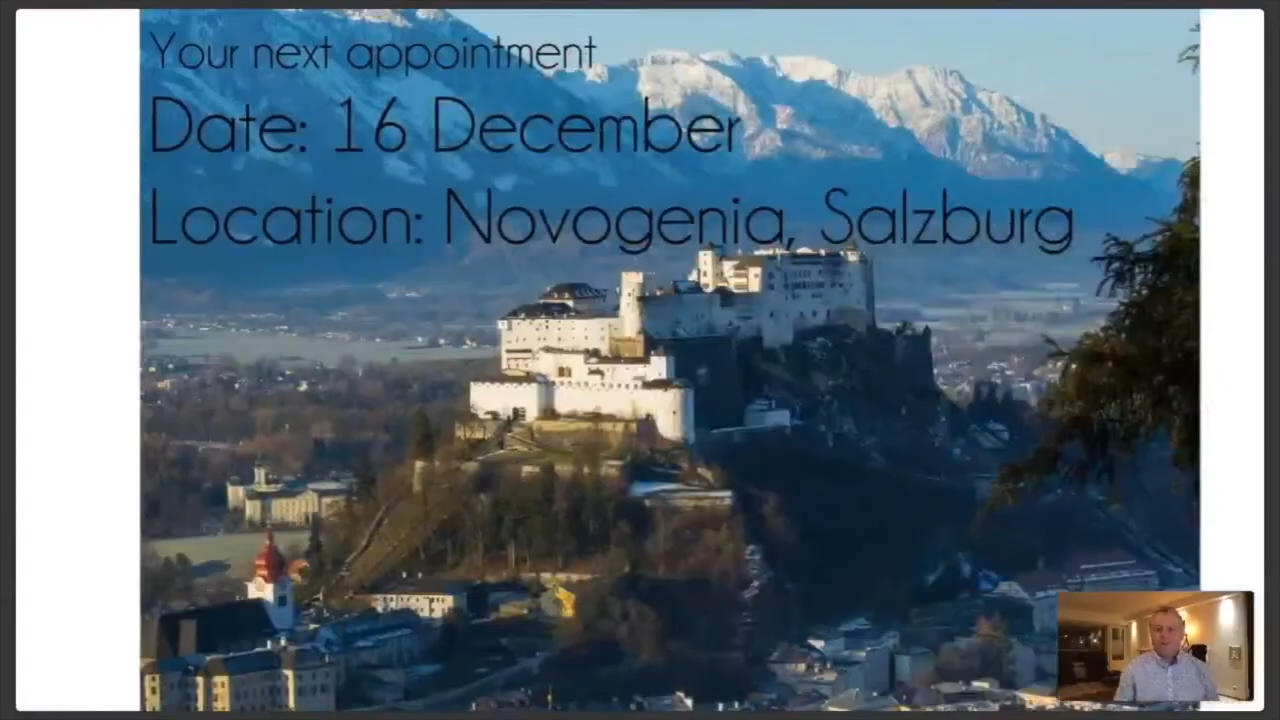 Your next appointment
Date: 16 December
Location: Novogenia, Salzburg